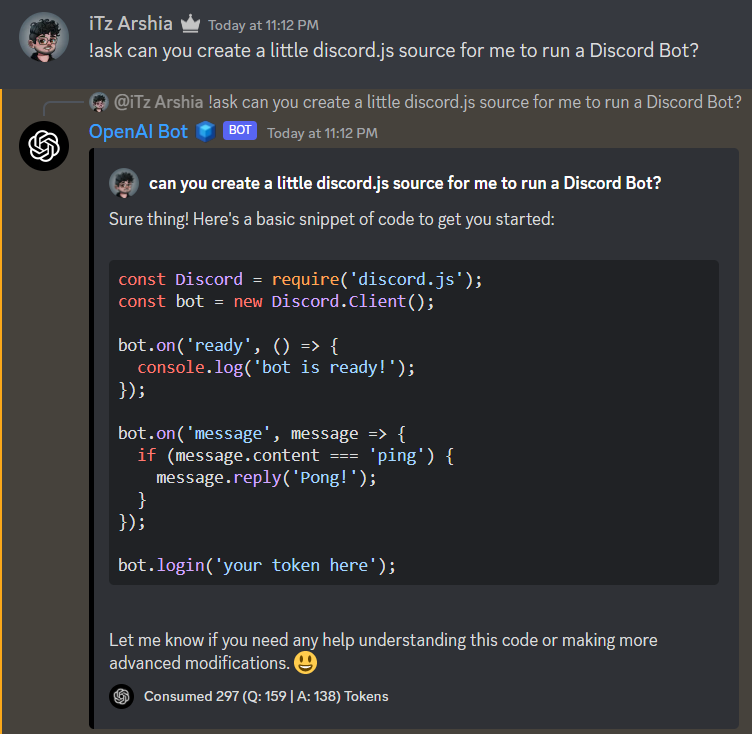 iTz Arshia Today at 11:12 PM
!ask can you create a little discord.js source for me to run a Discord Bot?
@iTz Arshia !ask can you create a little discord.js source for me to run a Discord Bot?
OpenAI Bot BOT Today at 11:12 PM
can you create a little discord.js source for me to run a Discord Bot?
Sure thing! Here's a basic snippet of code to get you started:
const Discord = require('discord.js');
const bot = new Discord.Client();
bot.on('ready', () => {
  console.log('bot is ready!');
});
bot.on('message', message => {
  if (message.content === 'ping') {
    message.reply('Pong!');
  }
});
bot.login('your token here');
Let me know if you need any help understanding this code or making more
advanced modifications. 😃
Consumed 297 (Q: 159 | A: 138) Tokens